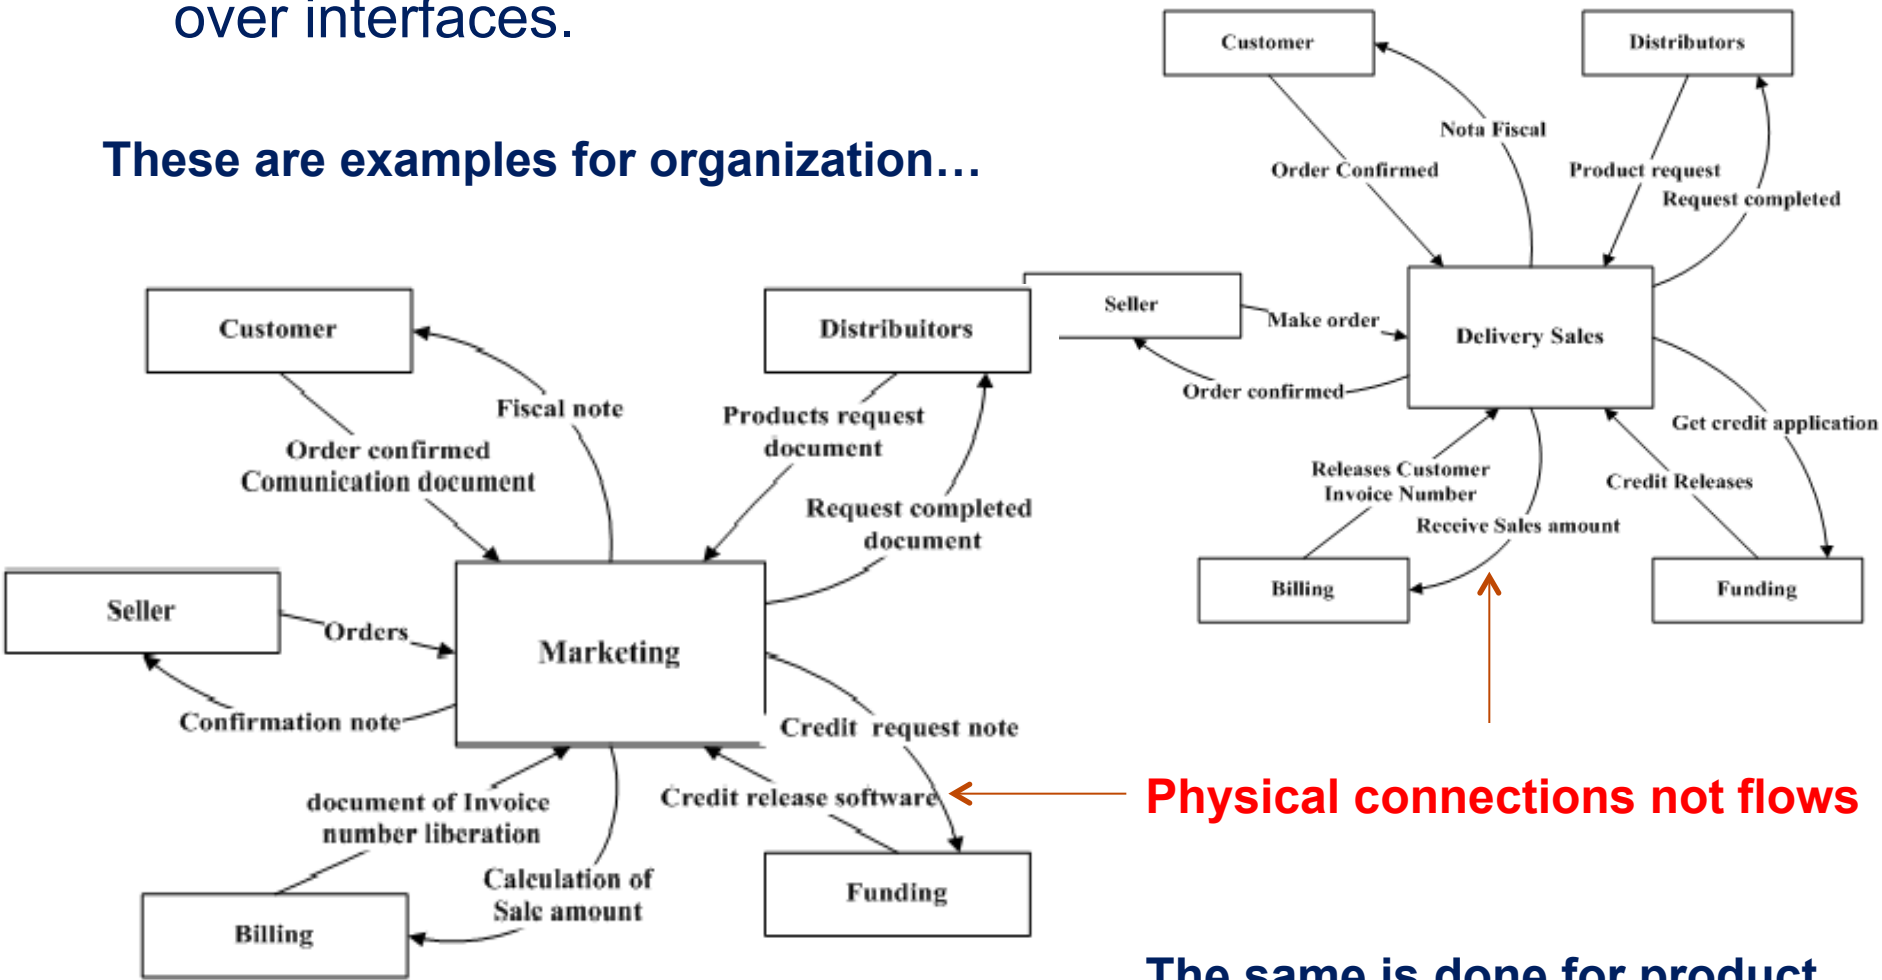 over interfaces.
These are examples for organization…
Customer
Distributors
Nota Fiscal
Order Confirmed
Product request
Request completed
Seller
Make order
Delivery Sales
Order confirmed
Get credit application
Releases Customer
Invoice Number
Credit Releases
Receive Sales amount
Billing
Funding
Customer
Distribuitors
Fiscal note
Products request
document
Order confirmed
Comunication document
Request completed
document
Seller
Orders
Marketing
Confirmation note
Credit request note
document of Invoice
number liberation
Credit release software
Calculation of
Sale amount
Billing
Funding
Physical connections not flows
The same is done for product